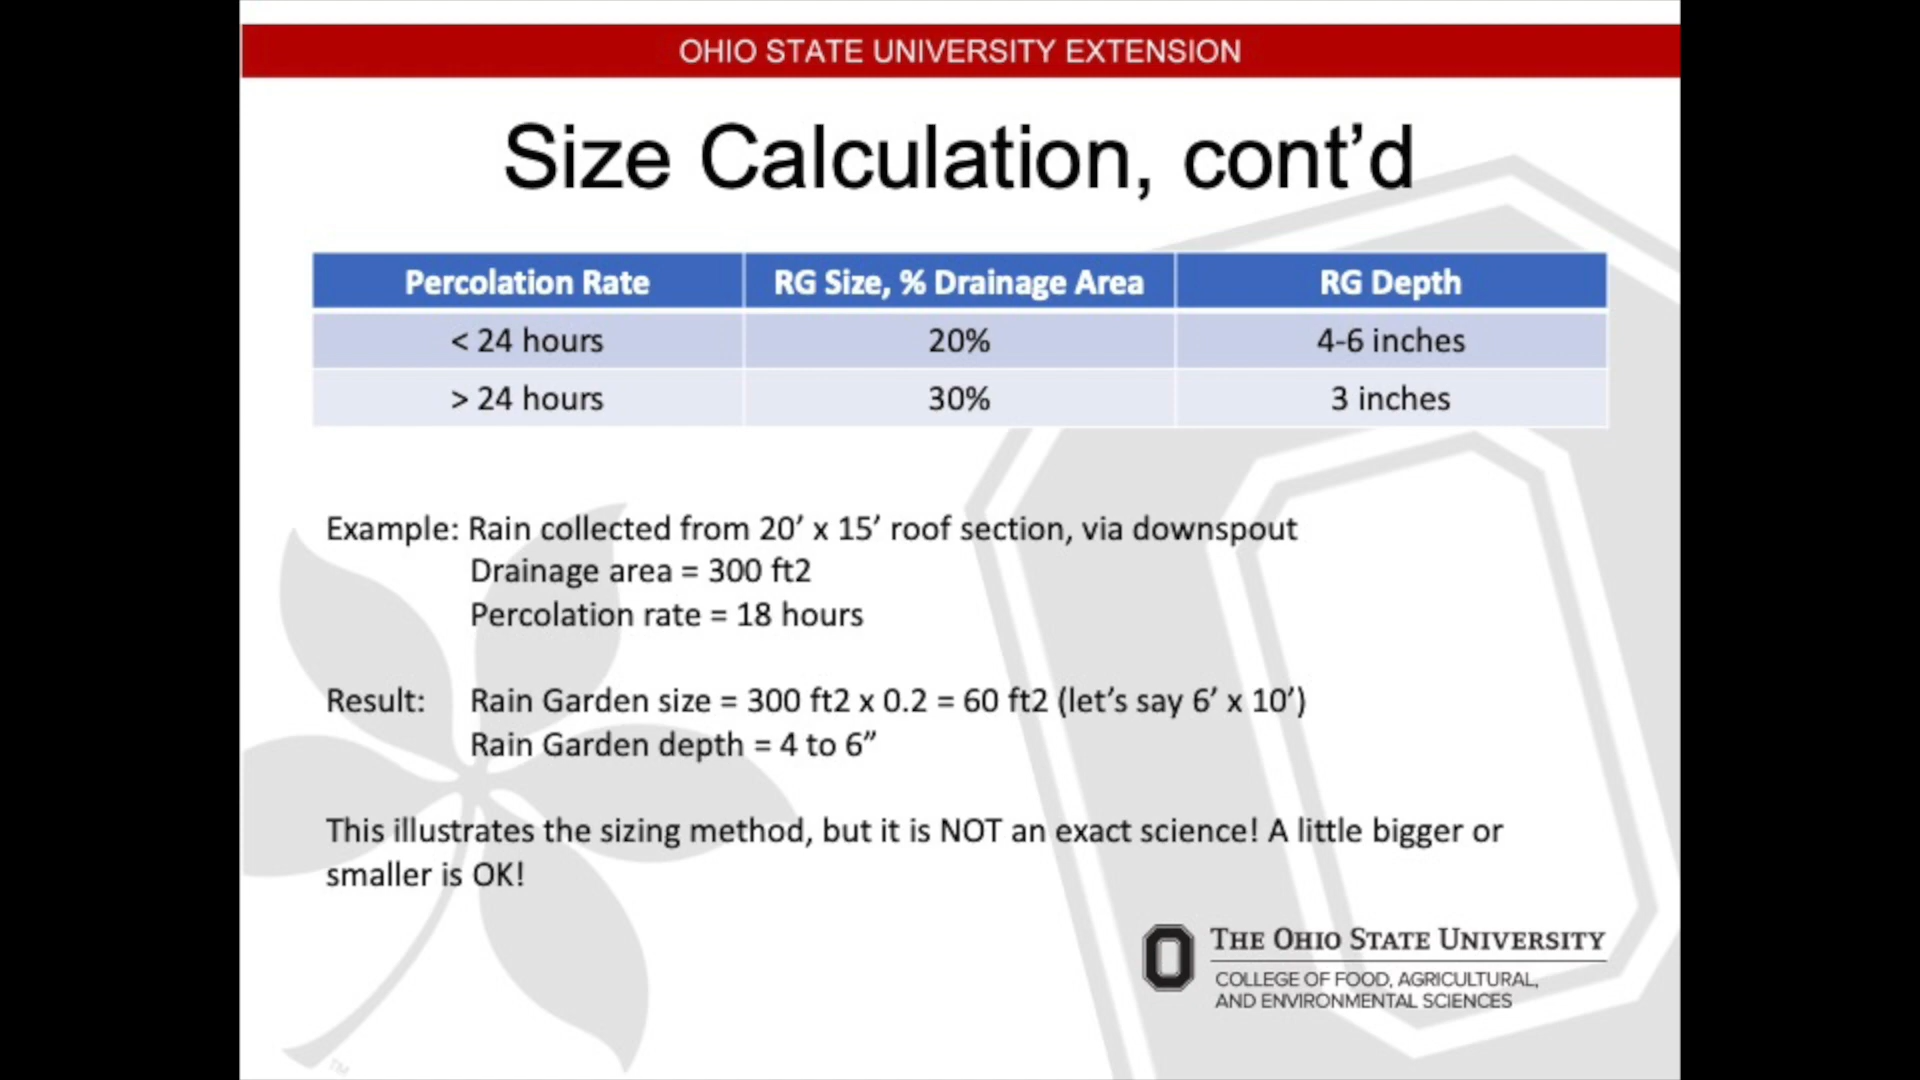 OHIO STATE UNIVERSITY EXTENSION
Size Calculation, cont’d
Percolation Rate RG Size, % Drainage Area RG Depth
< 24 hours 20% 4-6 inches
> 24 hours 30% 3 inches
Example: Rain collected from 20’ x 15’ roof section, via downspout
Drainage area = 300 ft2
Percolation rate = 18 hours
Result: Rain Garden size = 300 ft2 x 0.2 = 60 ft2 (let’s say 6’ x 10’)
Rain Garden depth = 4 to 6”
This illustrates the sizing method, but it is NOT an exact science! A little bigger or
smaller is OK!
THE OHIO STATE UNIVERSITY
COLLEGE OF FOOD, AGRICULTURAL,
AND ENVIRONMENTAL SCIENCES
TM